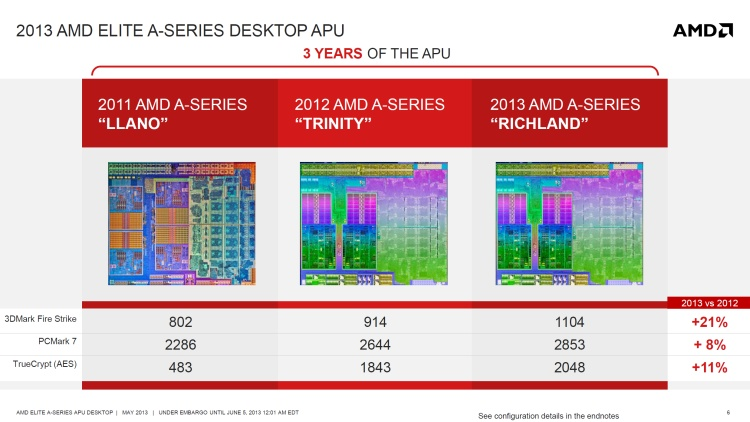 2013 AMD ELITE A-SERIES DESKTOP APU
AMD
3 YEARS OF THE APU
2011 AMD A-SERIES
“LLANO”
2012 AMD A-SERIES
“TRINITY”
2013 AMD A-SERIES
“RICHLAND”
2013 vs 2012
3DMark Fire Strike 802 914 1104 +21%
PCMark 7 2286 2644 2853 + 8%
TrueCrypt (AES) 483 1843 2048 +11%
AMD ELITE A-SERIES APU DESKTOP | MAY 2013 | UNDER EMBARGO UNTIL JUNE 5, 2013 12:01 AM EDT
See configuration details in the endnotes
6